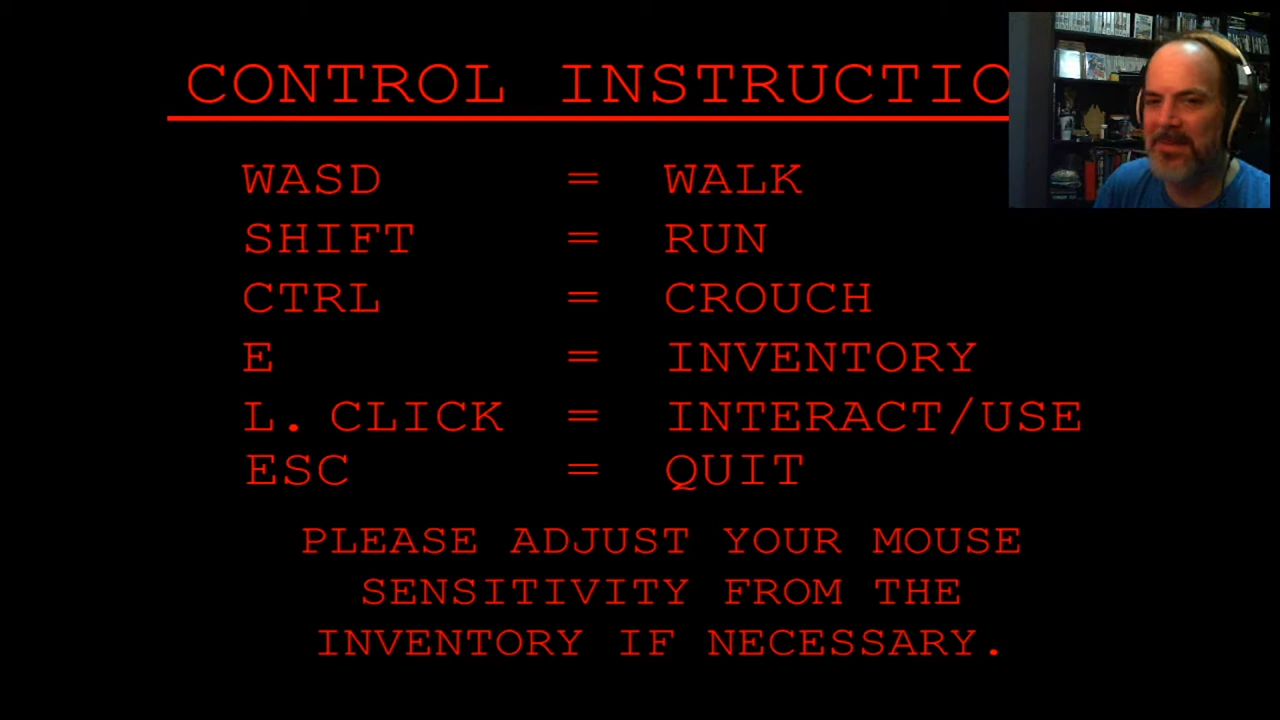 CONTROL INSTRUCTIO
WASD = WALK
SHIFT = RUN
CTRL = CROUCH
E = INVENTORY
L. CLICK = INTERACT/USE
ESC = QUIT
PLEASE ADJUST YOUR MOUSE
SENSITIVITY FROM THE
INVENTORY IF NECESSARY.